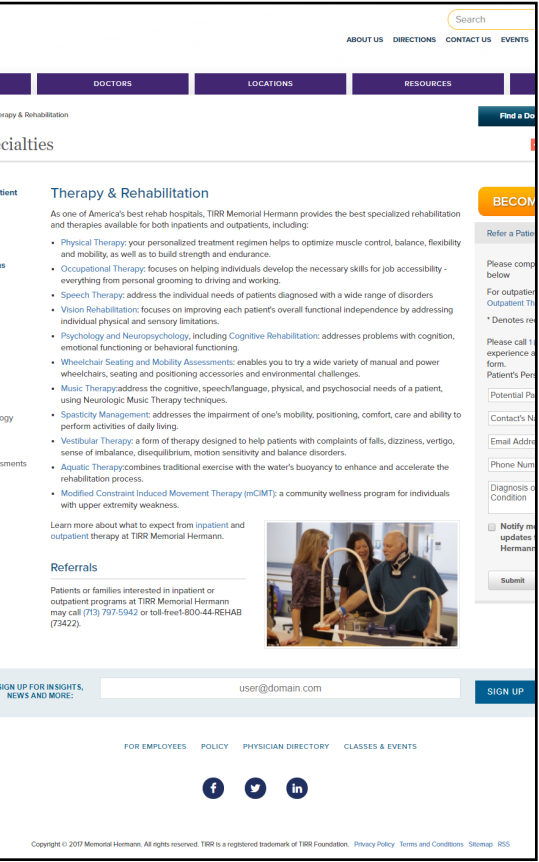 Search
ABOUT US DIRECTIONS CONTACT US EVENTS
DOCTORS LOCATIONS RESOURCES
Rehabilitation
Find a
Therapy & Rehabilitation
As one of America's best rehab hospitals, TIRR Memorial Hermann provides the best specialized rehabilitation
and therapies available for both inpatients and outpatients, including:
• Physical Therapy: your personalized treatment regimen helps to optimize muscle control, balance, flexibility
and mobility, as well as to build strength and endurance.
• Occupational Therapy: focuses on helping individuals develop the necessary skills for job accessibility -
everything from personal grooming to driving and working.
• Speech Therapy: address the individual needs of patients diagnosed with a wide range of disorders
• Vision Rehabilitation: focuses on improving each patient's overall functional independence by addressing
individual physical and sensory limitations.
• Psychology and Neuropsychology, including Cognitive Rehabilitation: addresses problems with cognition,
emotional functioning or behavioral functioning.
• Wheelchair Seating and Mobility Assessments: enables you to try a wide variety of manual and power
wheelchairs, seating and positioning accessories and environmental challenges.
• Music Therapy:address the cognitive, speech/language, physical, and psychosocial needs of a patient,
using Neurologic Music Therapy techniques.
• Spasticity Management: addresses the impairment of one's mobility, positioning, comfort, care and ability to
perform activities of daily living.
• Vestibular Therapy: a form of therapy designed to help patients with complaints of falls, dizziness, vertigo,
sense of imbalance, disequilibrium, motion sensitivity and balance disorders.
• Aquatic Therapy:combines traditional exercise with the water's buoyancy to enhance and accelerate the
rehabilitation process.
• Modified Constraint Induced Movement Therapy (mCIMT): a community wellness program for individuals
with upper extremity weakness.
Learn more about what to expect from inpatient and
outpatient therapy at TIRR Memorial Hermann.
Referrals
Patients or families interested in inpatient or
outpatient programs at TIRR Memorial Hermann
may call (713) 797-5942 or toll-free1-800-44-REHAB
(73422).
BECOM
Refer a Patie
Please comp
below
For outpatien
Outpatient Th
* Denotes rec
Please call 1
experience a
form.
Patient's Pers
Potential Pa
Contact's Na
Email Addre
Phone Num
Diagnosis o
Condition
Notify me
updates
Hermann
Submit
SIGN UP FOR INSIGHTS,
NEWS AND MORE:
user@domain.com
SIGN UP
FOR EMPLOYEES POLICY PHYSICIAN DIRECTORY CLASSES & EVENTS
Copyright © 2017 Memorial Hermann. All rights reserved. TIRR is a registered trademark of TIRR Foundation. Privacy Policy Terms and Conditions Sitemap RSS